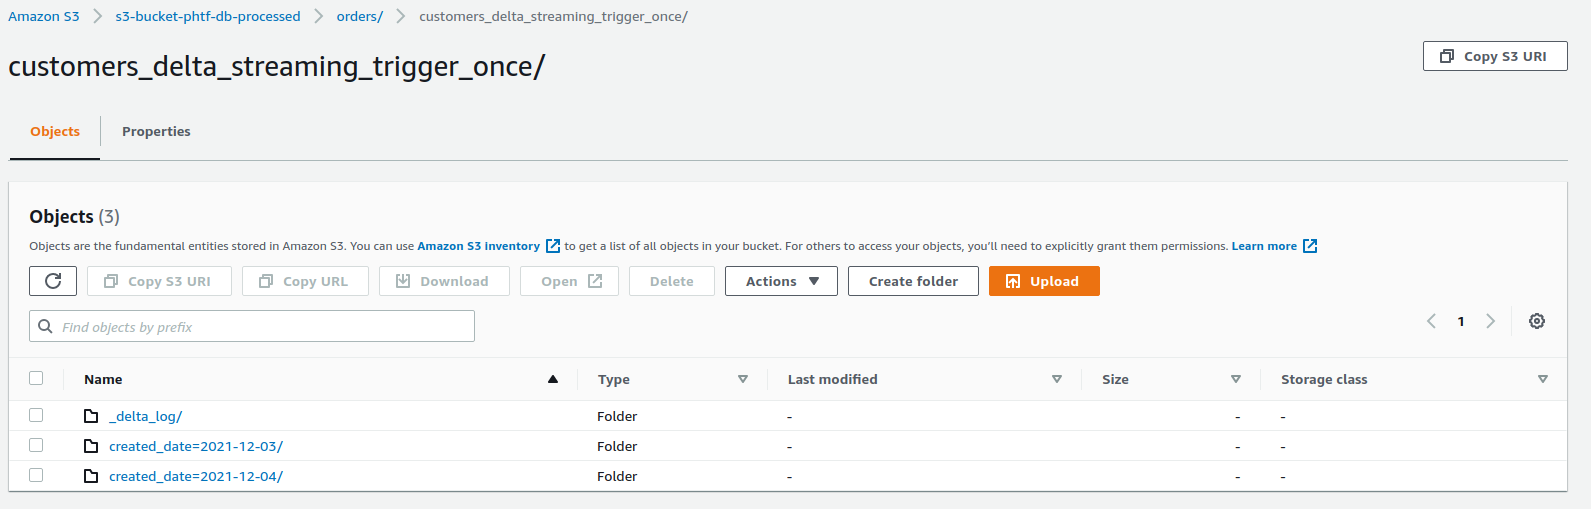 Amazon S3 > s3-bucket-phtf-db-processed > orders/ > customers_delta_streaming_trigger_once/
customers_delta_streaming_trigger_once/
Copy S3 URI
Objects Properties
Objects (3)
Objects are the fundamental entities stored in Amazon S3. You can use Amazon S3 inventory to get a list of all objects in your bucket. For others to access your objects, you'll need to explicitly grant them permissions. Learn more
Copy S3 URI Copy URL Download Open Delete Actions Create folder Upload
Find objects by prefix
1
Name Type Last modified Size Storage class
_delta_log/ Folder - - -
created_date=2021-12-03/ Folder - - -
created_date=2021-12-04/ Folder - - -